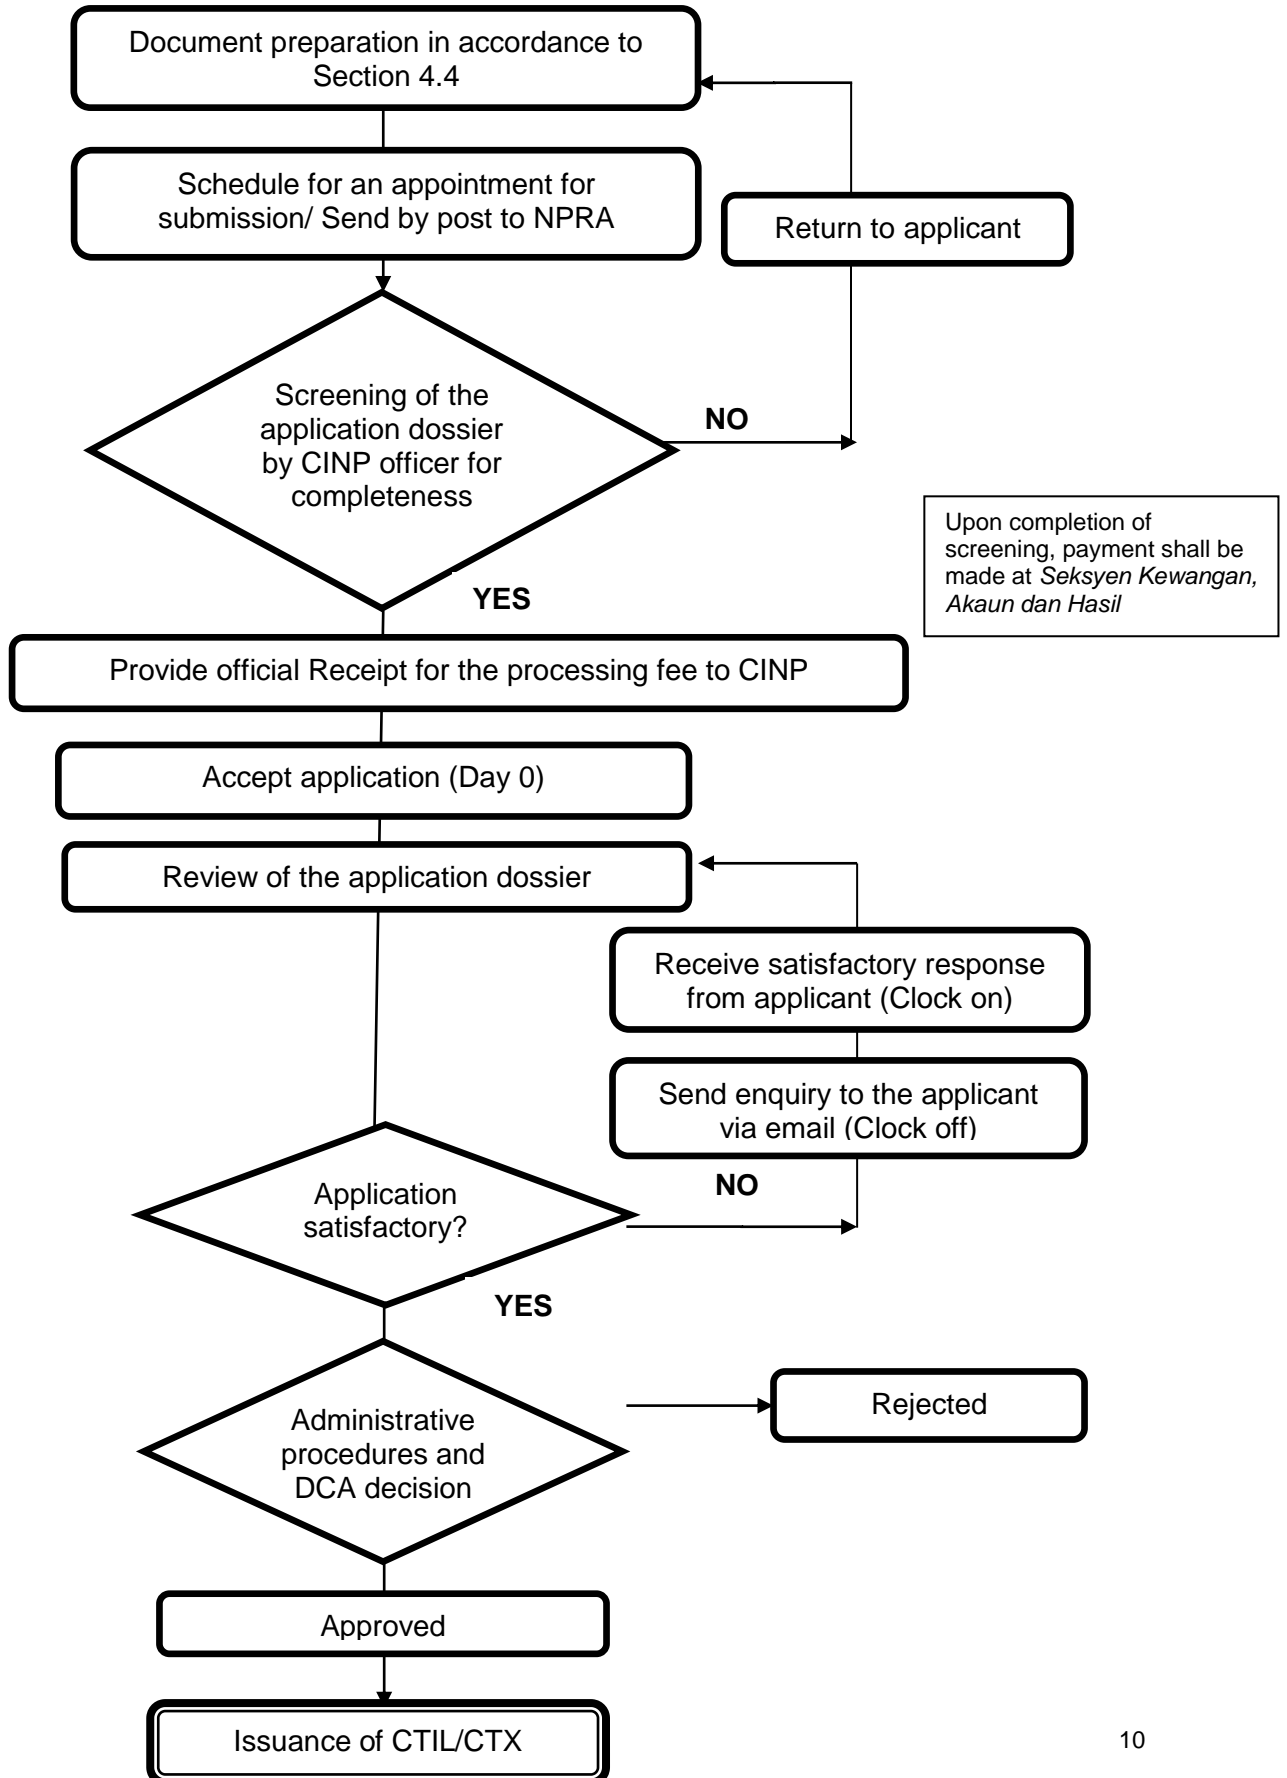 Document preparation in accordance to
Section 4.4
Schedule for an appointment for
submission/ Send by post to NPRA
Return to applicant
Screening of the
application dossier
by CINP officer for
completeness
NO
Upon completion of
screening, payment shall be
made at Seksyen Kewangan,
Akaun dan Hasil
YES
Provide official Receipt for the processing fee to CINP
Accept application (Day 0)
Review of the application dossier
Receive satisfactory response
from applicant (Clock on)
Send enquiry to the applicant
via email (Clock off)
NO
Application
satisfactory?
YES
Administrative
procedures and
DCA decision
Rejected
Approved
Issuance of CTIL/CTX
10